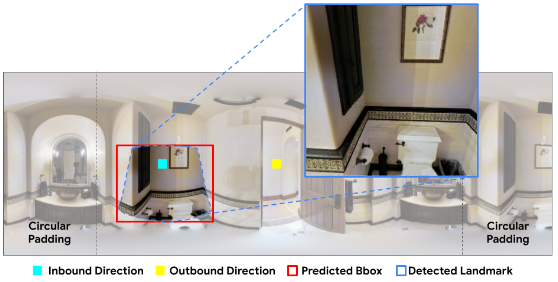 Circular
Padding
Circular
Padding
Inbound Direction
Outbound Direction
Predicted Bbox
Detected Landmark